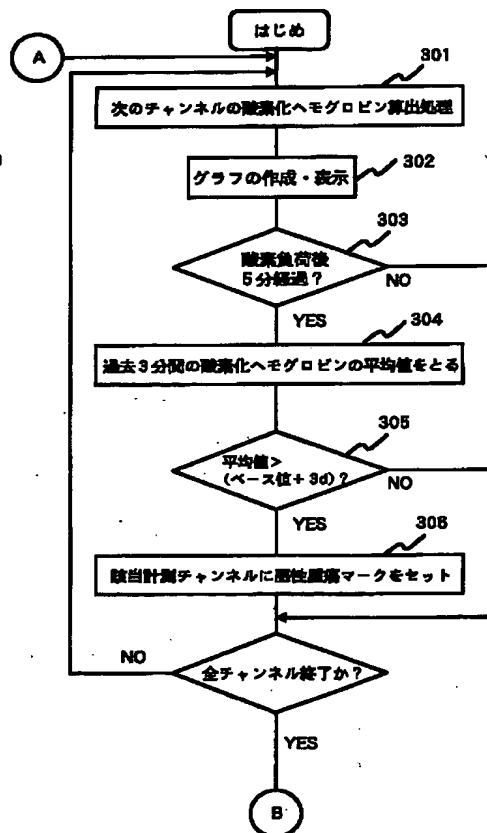 はじめ
A
301
次のチャンネルの酸素化ヘモグロビン算出処理
302
グラフの作成・表示
303
酸素負荷後
5分経過？
NO
YES
304
過去3分間の酸素化ヘモグロビンの平均値をとる
305
平均値＞
(ベース位＋3d)？
NO
YES
306
該当計測チャンネルに悪性腫瘍マークをセット
NO
全チャンネル終了か？
YES
B